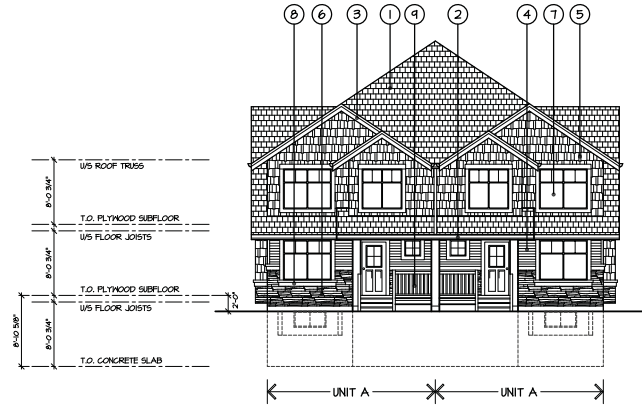 8 6 3 1 9 2 4 7 5
U/S ROOF TRUSS
8'-0 3/4"
T.O. PLYWOOD SUBFLOOR
U/S FLOOR JOISTS
8'-0 3/4"
T.O. PLYWOOD SUBFLOOR
U/S FLOOR JOISTS
2'-0"
8'-10 5/8"
8'-0 3/4"
T.O. CONCRETE SLAB
UNIT A UNIT A